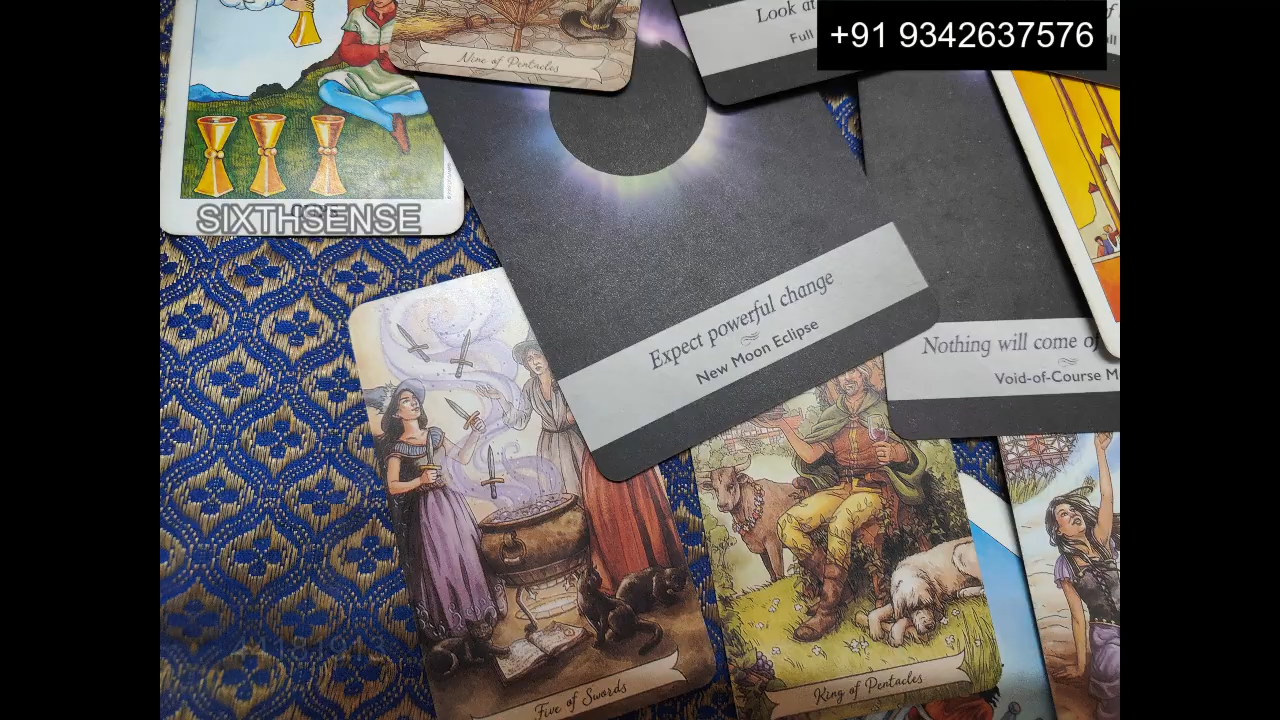 Look at
Full
+91 9342637576
Nine of Pentacles
SIXTHSENSE
Expect powerful change
New Moon Eclipse
Nothing will come of
Void-of-Course M
Five of Swords
King of Pentacles